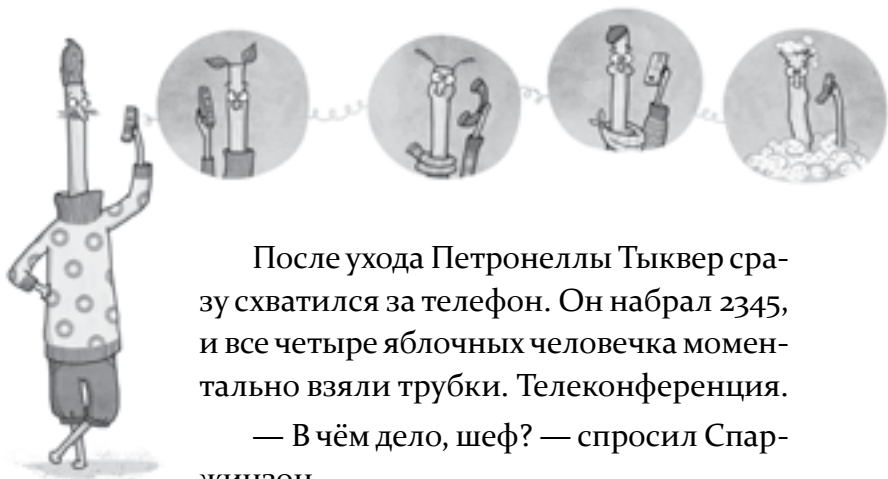 После ухода Петронеллы Тыквер сра-
зу схватился за телефон. Он набрал 2345,
и все четыре яблочных человечка момен-
тально взяли трубки. Телеконференция.
— В чём дело, шеф? — спросил Спар-
жинзон